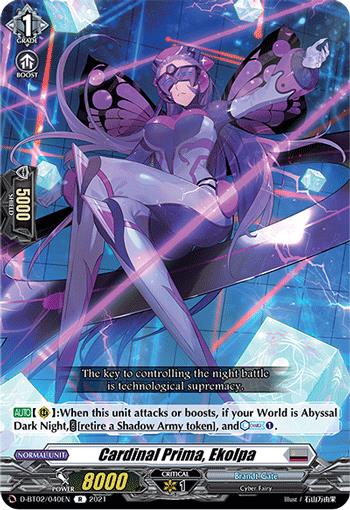 1
GRADE
BOOST
5000
SHIELD
The key to controlling the night battle
is technological supremacy.
AUTO【 】:When this unit attacks or boosts, if your World is Abyssal
Dark Night, [retire a Shadow Army token], and 1 .
NORMAL UNIT
Cardinal Prima, Ekolpa
POWER 8000
CRITICAL
1
Brandt Gate
Cyber Fairy
D-BT02/040EN R 2021
Illust / 石山万由菜